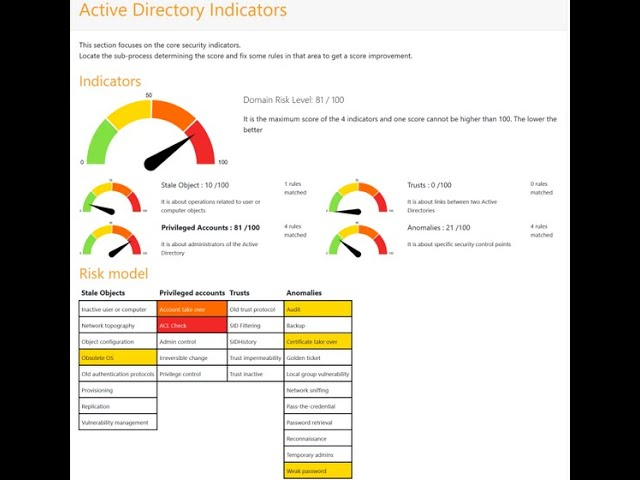 Active Directory Indicators
This section focuses on the core security indicators.
Locate the sub-process determining the score and fix some rules in that area to get a score improvement.
Indicators
50
0
100
Domain Risk Level: 81 / 100
It is the maximum score of the 4 indicators and one score cannot be higher than 100. The lower the
better
Stale Object : 10 /100
It is about operations related to user or
computer objects
1 rules
matched
Trusts : 0 /100
It is about links between two Active
Directories
0 rules
matched
Privileged Accounts : 81 /100
It is about administrators of the Active
Directory
4 rules
matched
Anomalies : 21 /100
It is about specific security control points
4 rules
matched
Risk model
Stale Objects Privileged accounts Trusts Anomalies
Inactive user or computer Account take over Old trust protocol Audit
Network topography ACL Check SID Filtering Backup
Object configuration Admin control SIDHistory Certificate take over
Obsolete OS Irreversible change Trust impermeability Golden ticket
Old authentication protocols Privilege control Trust inactive Local group vulnerability
Provisioning Network sniffing
Replication Pass-the-credential
Vulnerability management Password retrieval
Reconnaissance
Temporary admins
Weak password